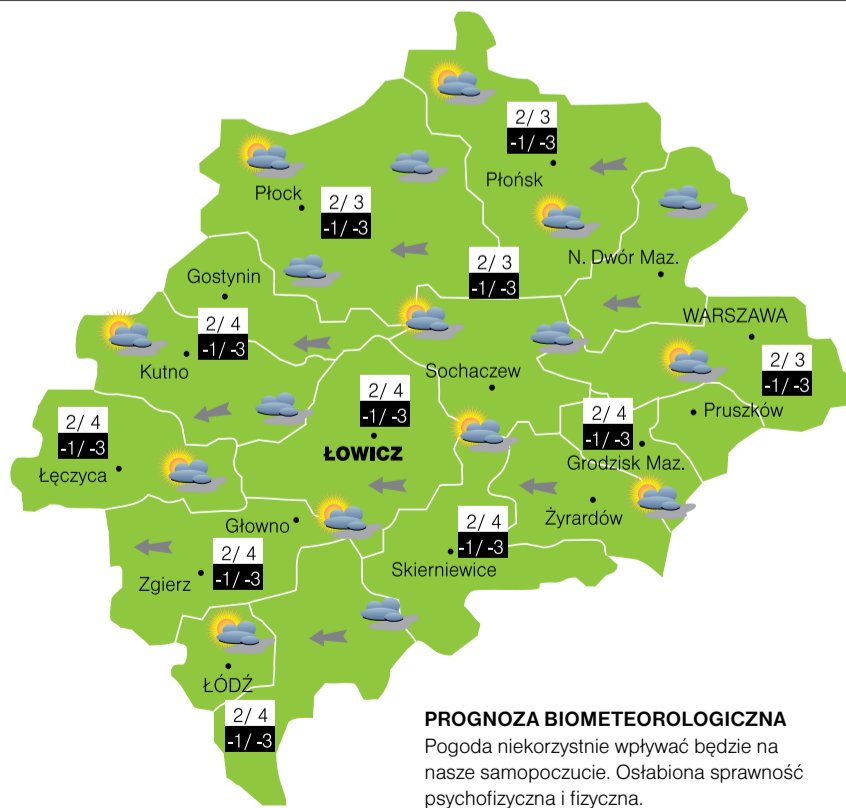 2/ 3
-1/ -3
Płońsk
Płock
2/ 3
-1/ -3
N. Dwór Maz.
2/ 3
-1/ -3
Gostynin
WARSZAWA
2/ 4
-1/ -3
Kutno
2/ 3
-1/ -3
Sochaczew
2/ 4
-1/ -3
ŁOWICZ
Pruszków
2/ 4
-1/ -3
Grodzisk Maz.
2/ 4
-1/ -3
Łęczyca
Żyrardów
Głowno
2/ 4
-1/ -3
Skierniewice
2/ 4
-1/ -3
Zgierz
ŁÓDŹ
2/ 4
-1/ -3
PROGNOZA BIOMETEOROLOGICZNA
Pogoda niekorzystnie wpływać będzie na
nasze samopoczucie. Osłabiona sprawność
psychofizyczna i fizyczna.